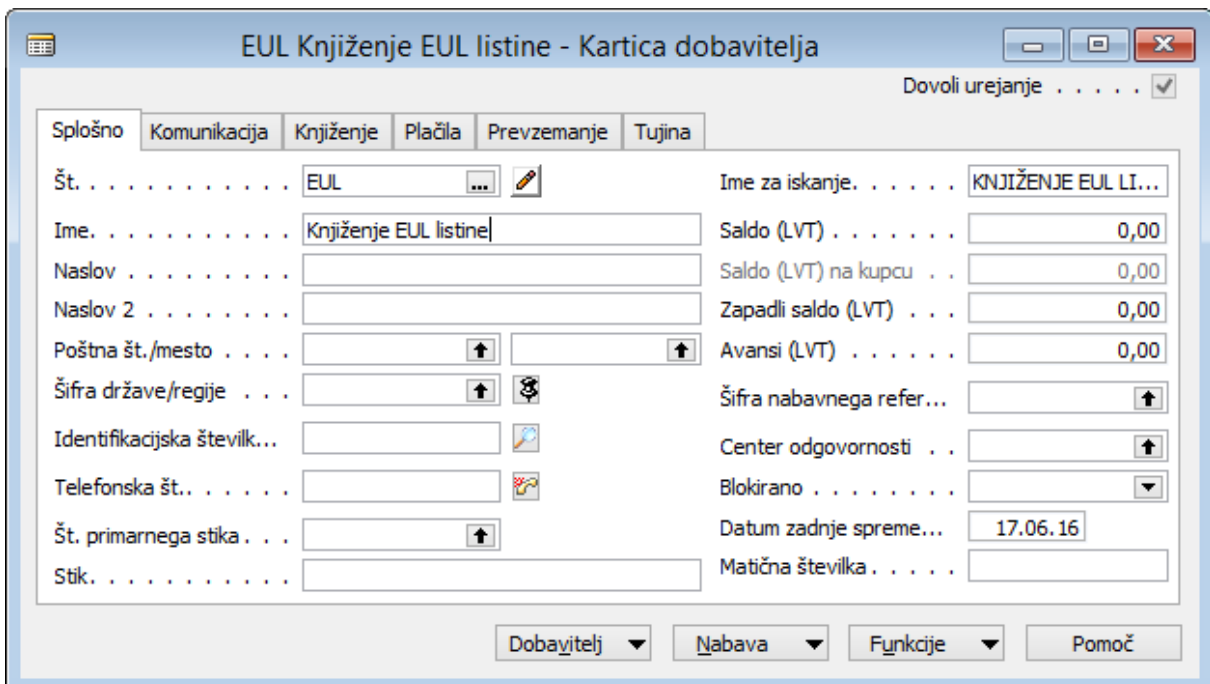 EUL Knjiženje EUL listine - Kartica dobavitelja
Dovoli urejanje . . . . .
Splošno Komunikacija Knjiženje Plačila Prevzemanje Tujina
Št. . . . . . . . . . . . EUL ...
Ime. . . . . . . . . . . Knjiženje EUL listine
Naslov . . . . . . . . .
Naslov 2 . . . . . . . .
Poštna št./mesto . . . .
Šifra države/regije . . .
Identifikacijska številk...
Telefonska št.. . . . . .
Št. primarnega stika . . .
Stik. . . . . . . . . . .
Ime za iskanje. . . . . . KNJIŽENJE EUL LI...
Saldo (LVT) . . . . . . . 0,00
Saldo (LVT) na kupcu . . 0,00
Zapadli saldo (LVT) . . . 0,00
Avansi (LVT) . . . . . . 0,00
Šifra nabavnega refer...
Center odgovornosti . .
Blokirano . . . . . . . .
Datum zadnje spreme... 17.06.16
Matična številka . . . . .
Dobavitelj Nabava Funkcije Pomoč